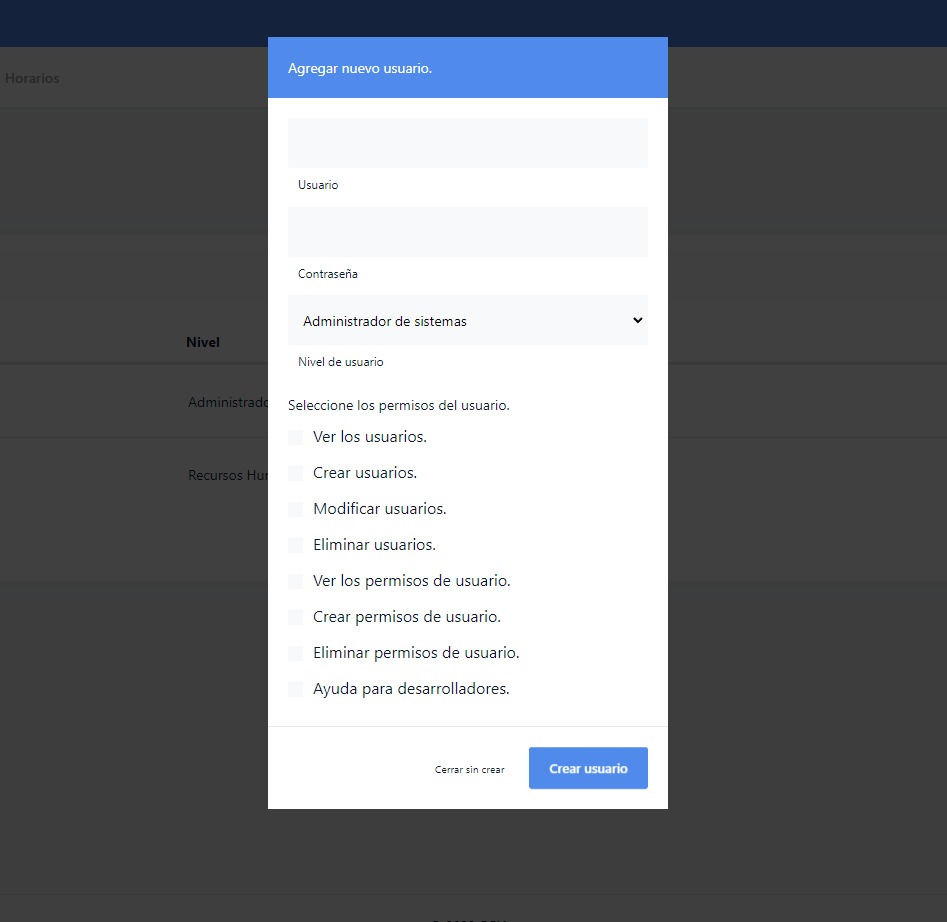 Agregar nuevo usuario.
Horarios
Usuario
Contraseña
Administrador de sistemas
Nivel
Nivel de usuario
Administrado
Seleccione los permisos del usuario.
Ver los usuarios.
Crear usuarios.
Recursos Hu
Modificar usuarios.
Eliminar usuarios.
Ver los permisos de usuario.
Crear permisos de usuario.
Eliminar permisos de usuario.
Ayuda para desarrolladores.
Cerrar sin crear
Crear usuario